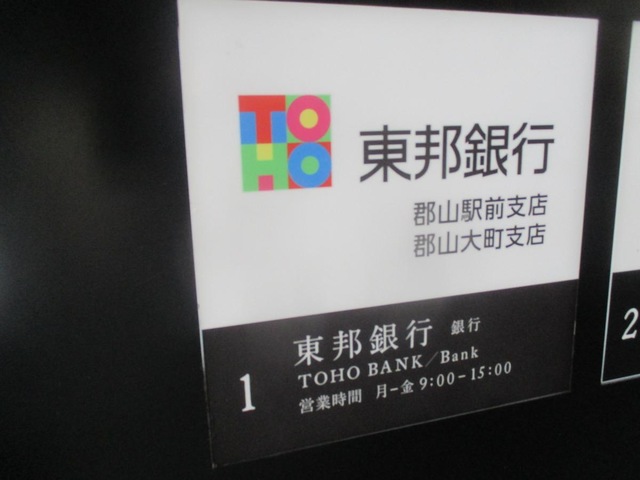 TO
HO
東邦銀行
郡山駅前支店
郡山大町支店
1
東邦銀行 銀行
TOHO BANK/Bank
営業時間 月-金 9:00-15:00
2